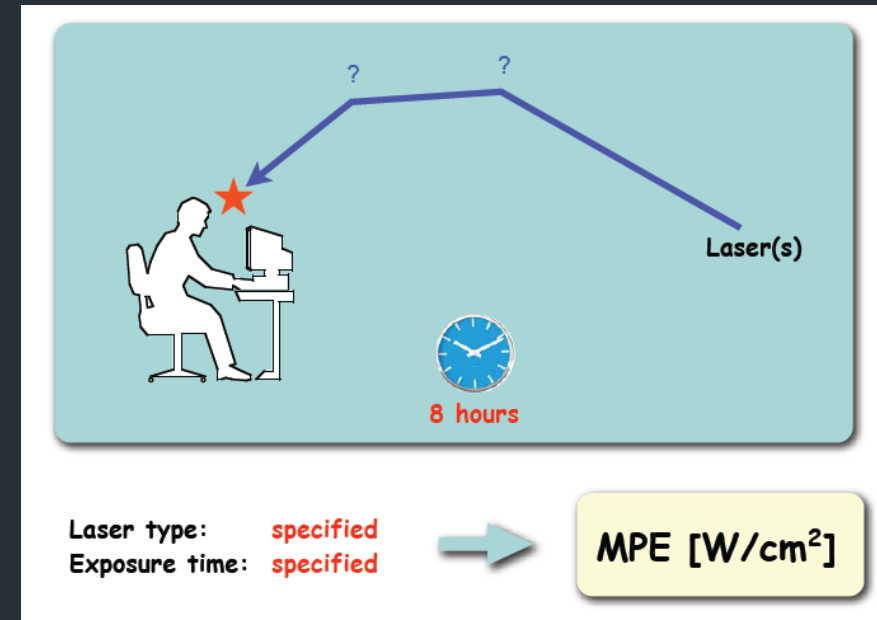 ?
?
Laser(s)
8 hours
Laser type: specified
Exposure time: specified
MPE [W/cm²]